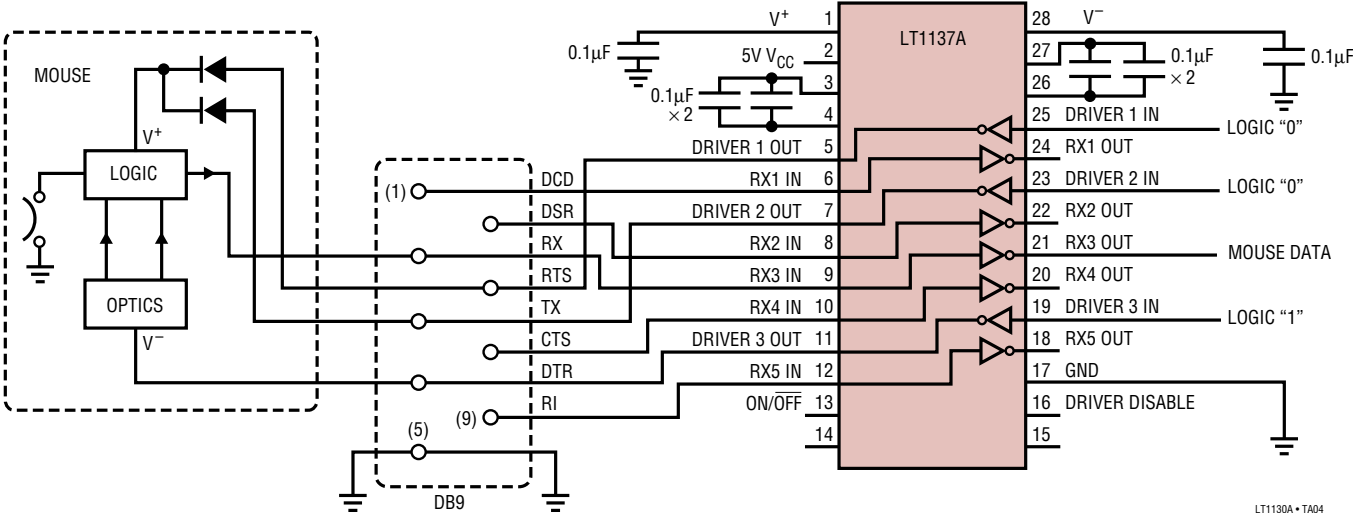 MOUSE
V+
LOGIC
OPTICS
V−
(1)
(5)
(9)
DB9
DCD
DSR
RX
RTS
TX
CTS
DTR
RI
0.1µF
V+ 1
5V VCC 2
0.1µF × 2
3
4
DRIVER 1 OUT 5
RX1 IN 6
DRIVER 2 OUT 7
RX2 IN 8
RX3 IN 9
RX4 IN 10
DRIVER 3 OUT 11
RX5 IN 12
ON/OFF 13
14
LT1137A
28 V−
0.1µF
27
26
0.1µF × 2
25 DRIVER 1 IN LOGIC “0”
24 RX1 OUT
23 DRIVER 2 IN LOGIC “0”
22 RX2 OUT
21 RX3 OUT MOUSE DATA
20 RX4 OUT
19 DRIVER 3 IN LOGIC “1”
18 RX5 OUT
17 GND
16 DRIVER DISABLE
15
LT1130A • TA04